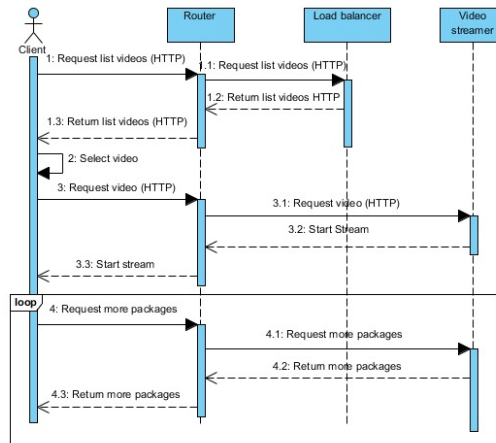 Router
Load balancer
Video
streamer
Client
1: Request list videos (HTTP)
1.1: Request list videos (HTTP)
1.2: Return list videos HTTP
1.3: Return list videos (HTTP)
2: Select video
3: Request video (HTTP)
3.1: Request video (HTTP)
3.2: Start Stream
3.3: Start stream
loop
4: Request more packages
4.1: Request more packages
4.2: Return more packages
4.3: Return more packages